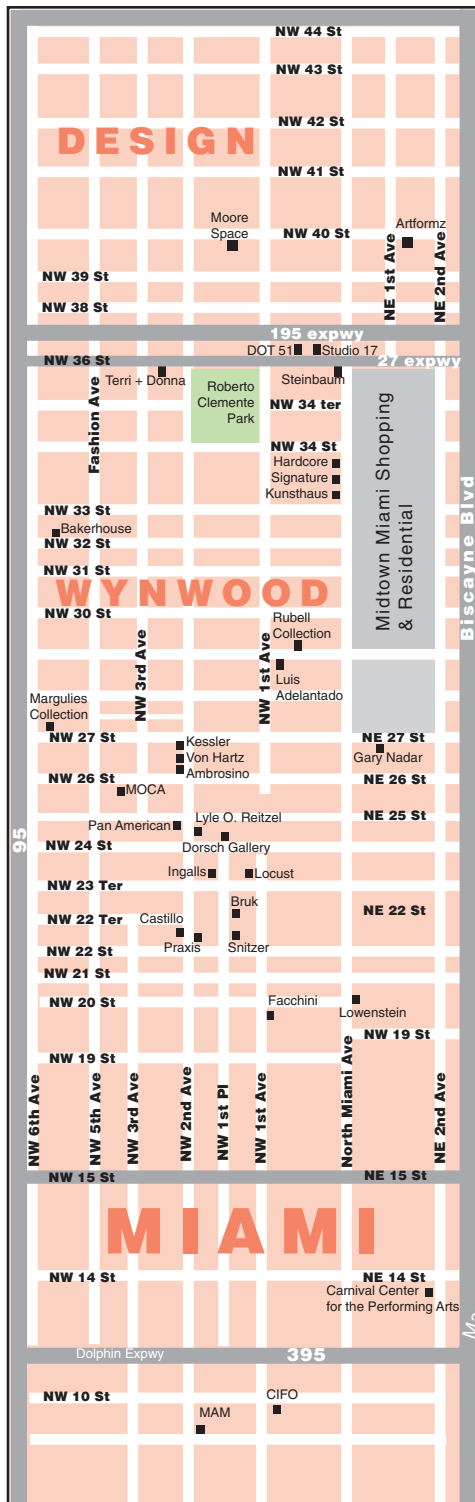 NW 44 St
NW 43 St
NW 42 St
DESIGN
NW 41 St
Moore
Space
Artformz
NW 40 St
NE 1st Ave
NE 2nd Ave
NW 39 St
NW 38 St
195 expwy
DOT 51
Studio 17
NW 36 St
27 expwy
Terri + Donna
Steinbaum
Fashion Ave
Roberto
Clemente
Park
NW 34 ter
Midtown Miami Shopping
& Residential
Biscayne Blvd
NW 34 St
Hardcore
Signature
Kunsthaus
NW 33 St
Bakerhouse
NW 32 St
NW 31 St
WYNWOOD
NW 30 St
Rubell
Collection
NW 3rd Ave
NW 1st Ave
Luis
Adelantado
Margulies
Collection
NW 27 St
NE 27 St
Kessler
Von Hartz
Ambrosino
Gary Nadar
NW 26 St
NE 26 St
MOCA
95
Lyle O. Reitzel
NE 25 St
Pan American
Dorsch Gallery
NW 24 St
Ingalls
Locust
NW 23 Ter
Bruk
NE 22 St
NW 22 Ter
Castillo
Praxis
Snitzer
NW 22 St
NW 21 St
NW 20 St
Facchini
Lowenstein
NW 19 St
NW 19 St
NW 6th Ave
NW 5th Ave
NW 3rd Ave
NW 2nd Ave
NW 1st Pl
NW 1st Ave
North Miami Ave
NE 2nd Ave
NW 15 St
NE 15 St
MIAMI
NW 14 St
NE 14 St
Carnival Center
for the Performing Arts
Dolphin Expwy
395
NW 10 St
CIFO
MAM